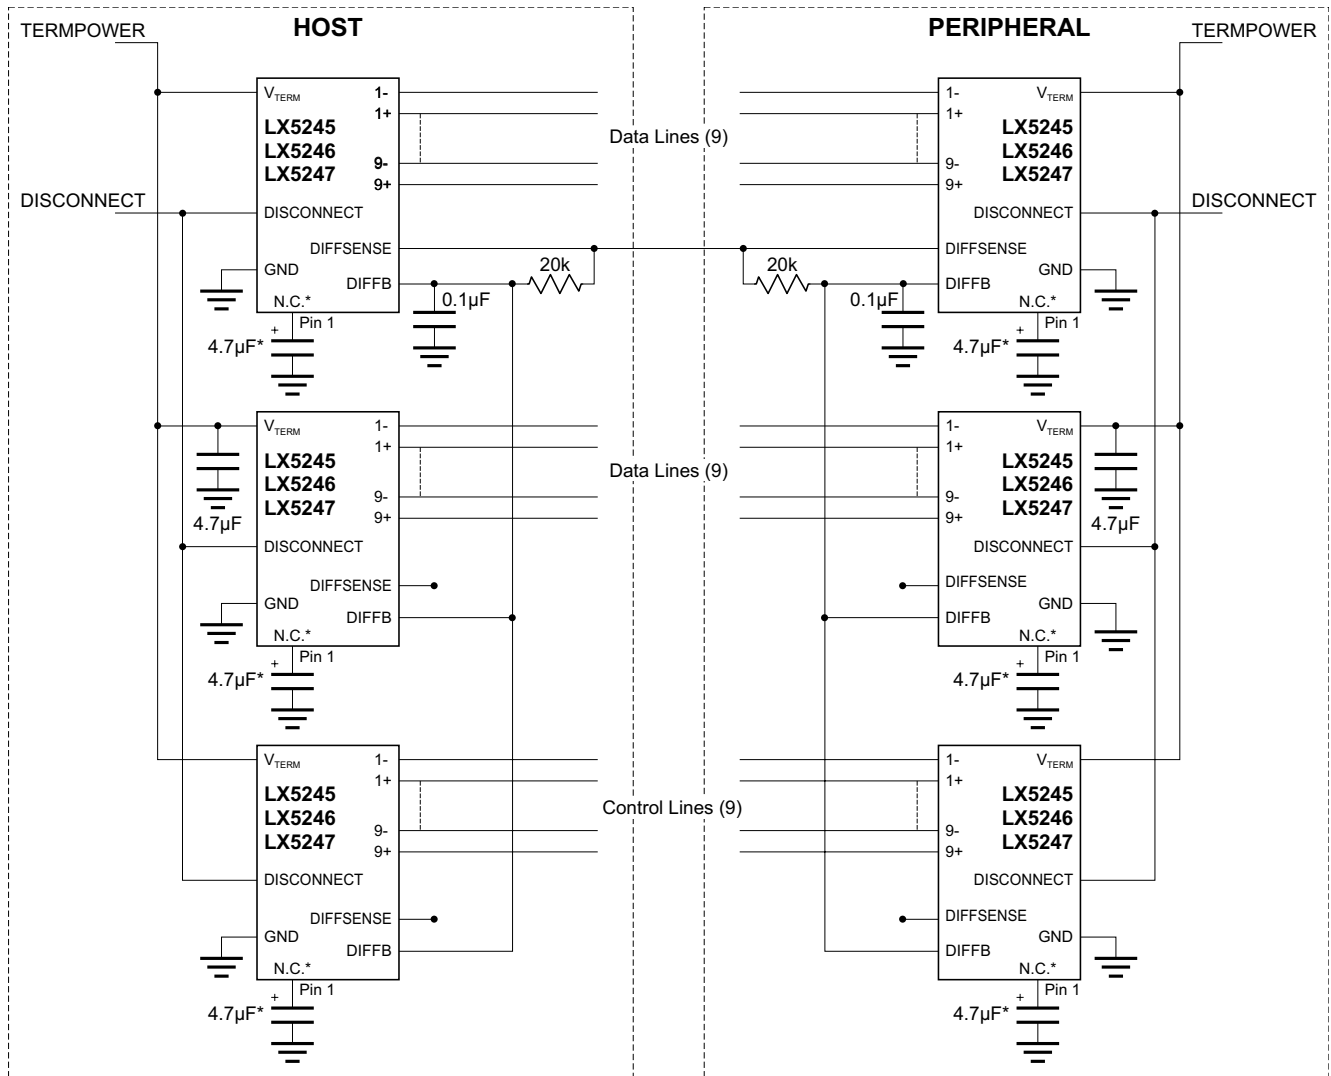 HOST
PERIPHERAL
TERMPOWER
TERMPOWER
VTERM
1-
1+
LX5245
LX5246
LX5247
9-
9+
DISCONNECT
DISCONNECT
DIFFSENSE
GND
DIFFB
N.C.*
Pin 1
+
4.7µF*
0.1µF
20k
Data Lines (9)
1-
1+
VTERM
LX5245
LX5246
LX5247
9-
9+
DISCONNECT
DISCONNECT
DIFFSENSE
GND
DIFFB
N.C.*
Pin 1
+
4.7µF*
0.1µF
20k
VTERM
1-
1+
LX5245
LX5246
LX5247
9-
9+
4.7µF
DISCONNECT
DIFFSENSE
GND
DIFFB
N.C.*
Pin 1
+
4.7µF*
Data Lines (9)
1-
1+
VTERM
LX5245
LX5246
LX5247
9-
9+
4.7µF
DISCONNECT
DIFFSENSE
GND
DIFFB
N.C.*
Pin 1
+
4.7µF*
VTERM
1-
1+
LX5245
LX5246
LX5247
9-
9+
DISCONNECT
DIFFSENSE
GND
DIFFB
N.C.*
Pin 1
+
4.7µF*
Control Lines (9)
1-
1+
VTERM
LX5245
LX5246
LX5247
9-
9+
DISCONNECT
DIFFSENSE
GND
DIFFB
N.C.*
Pin 1
+
4.7µF*